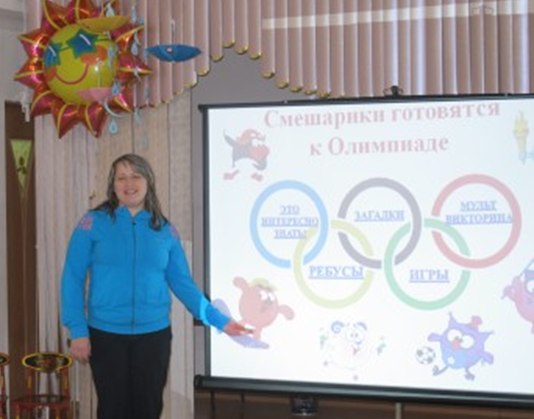 Смешарики готовятся
к Олимпиаде
ЭТО
ИНТЕРЕСНО
ЗНАТЬ!
ЗАГАДКИ
МУЛЬТ
ВИКТОРИНА
РЕБУСЫ
ИГРЫ